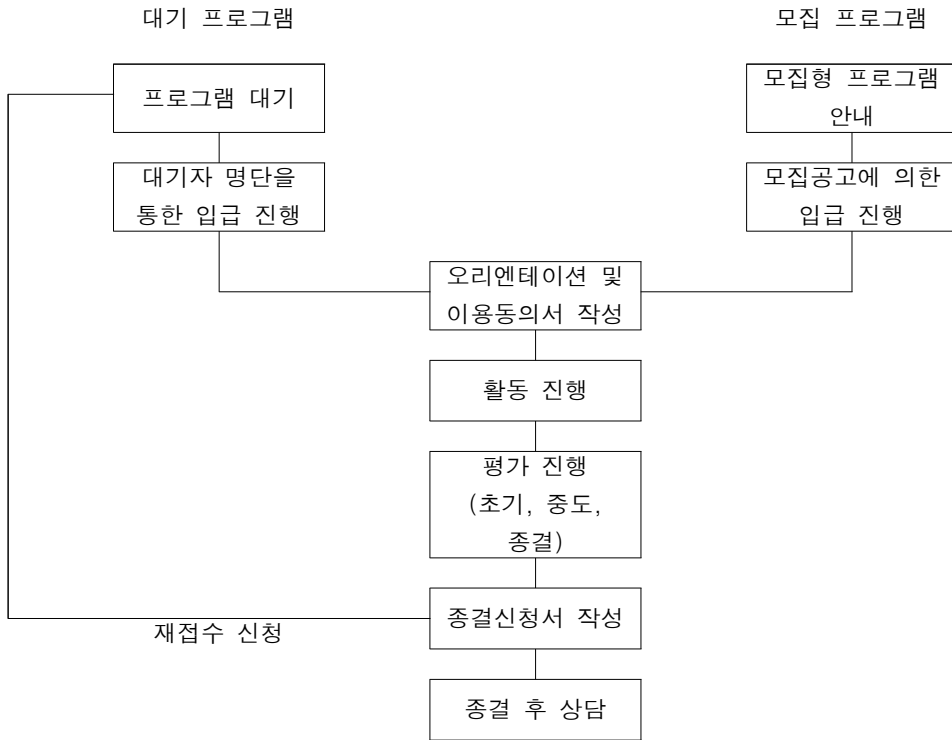 대기 프로그램
모집 프로그램
프로그램 대기
모집형 프로그램
안내
대기자 명단을
통한 입급 진행
모집공고에 의한
입급 진행
오리엔테이션 및
이용동의서 작성
활동 진행
평가 진행
(초기, 중도,
종결)
종결신청서 작성
재접수 신청
종결 후 상담